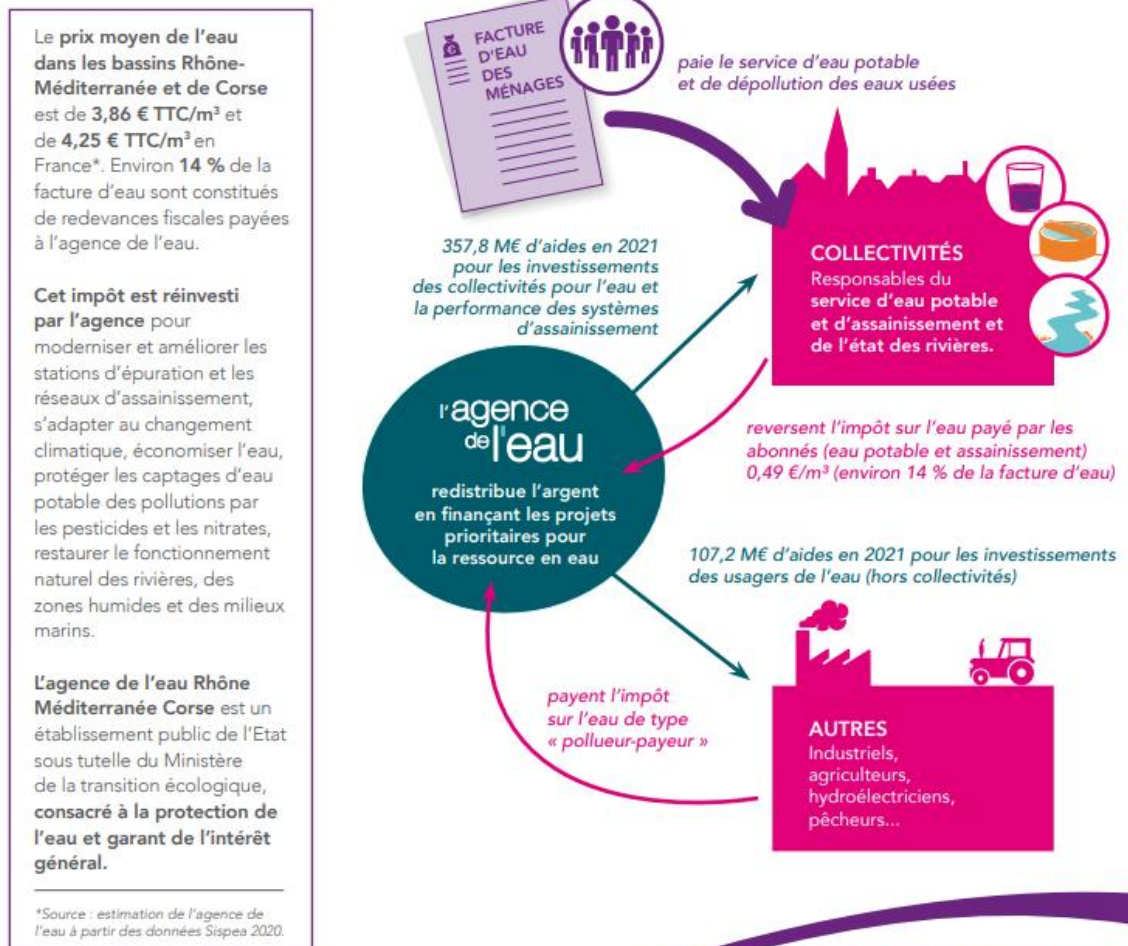 Le prix moyen de l'eau
dans les bassins Rhône-
Méditerranée et de Corse
est de 3,86 € TTC/m³ et
de 4,25 € TTC/m³ en
France*. Environ 14 % de la
facture d'eau sont constitués
de redevances fiscales payées
à l'agence de l'eau.
Cet impôt est réinvesti
par l'agence pour
moderniser et améliorer les
stations d'épuration et les
réseaux d'assainissement,
s'adapter au changement
climatique, économiser l'eau,
protéger les captages d'eau
potable des pollutions par
les pesticides et les nitrates,
restaurer le fonctionnement
naturel des rivières, des
zones humides et des milieux
marins.
L'agence de l'eau Rhône
Méditerranée Corse est un
établissement public de l'Etat
sous tutelle du Ministère
de la transition écologique,
consacré à la protection de
l'eau et garant de l'intérêt
général.
*Source : estimation de l'agence de
l'eau à partir des données Sispea 2020.
FACTURE
D'EAU
DES
MÉNAGES
paie le service d'eau potable
et de dépollution des eaux usées
357,8 M€ d'aides en 2021
pour les investissements
des collectivités pour l'eau et
la performance des systèmes
d'assainissement
COLLECTIVITÉS
Responsables du
service d'eau potable
et d'assainissement et
de l'état des rivières.
l'agence
de l'eau
redistribue l'argent
en finançant les projets
prioritaires pour
la ressource en eau
reversent l'impôt sur l'eau payé par les
abonnés (eau potable et assainissement)
0,49 €/m³ (environ 14 % de la facture d'eau)
107,2 M€ d'aides en 2021 pour les investissements
des usagers de l'eau (hors collectivités)
payent l'impôt
sur l'eau de type
« pollueur-payeur »
AUTRES
Industriels,
agriculteurs,
hydroélectriciens,
pêcheurs...